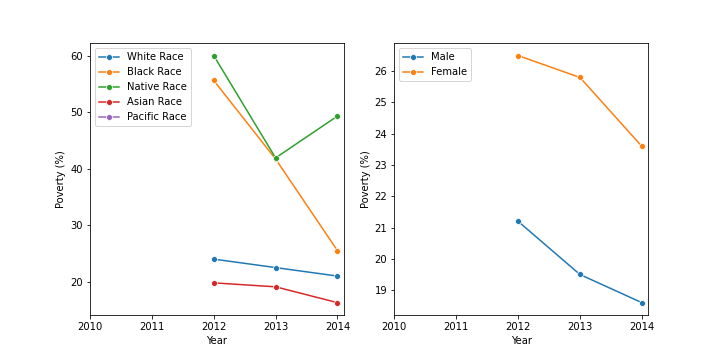 White Race
Black Race
Native Race
Asian Race
Pacific Race
Poverty (%)
60
50
40
30
20
2010 2011 2012 2013 2014
Year
Male
Female
Poverty (%)
26
25
24
23
22
21
20
19
2010 2011 2012 2013 2014
Year